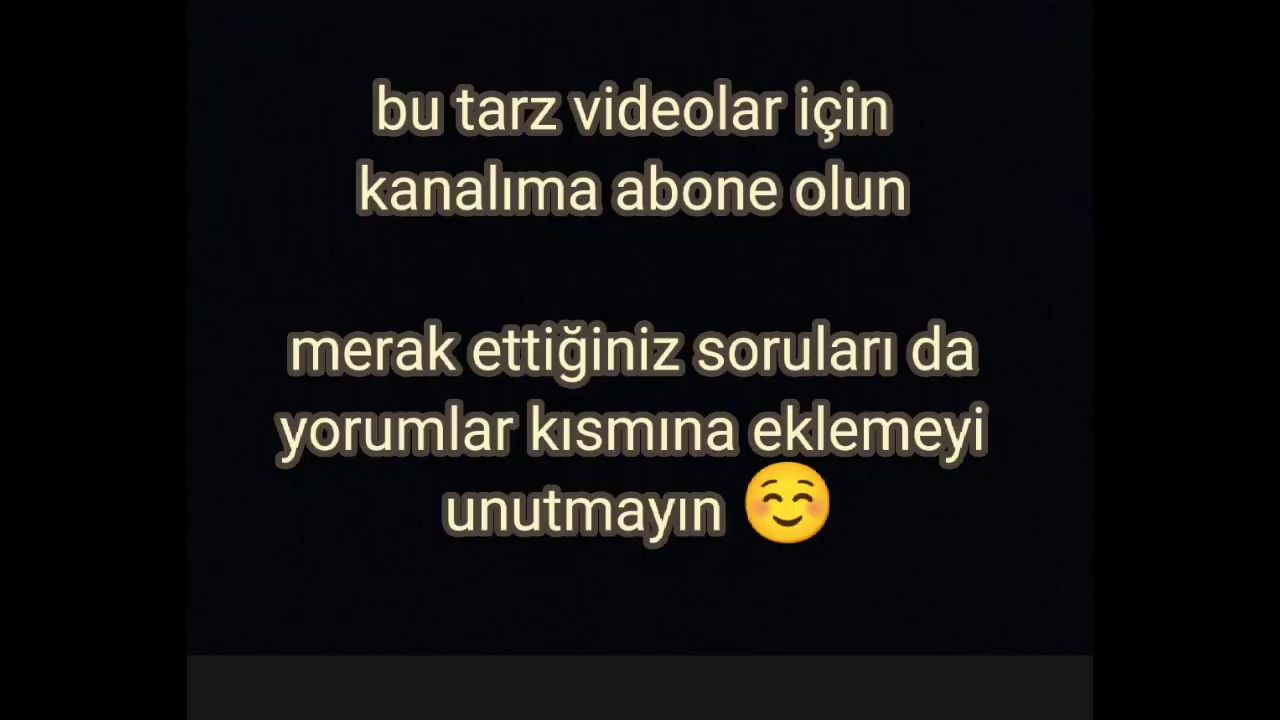 bu tarz videolar için
kanalıma abone olun
merak ettiğiniz soruları da
yorumlar kısmına eklemeyi
unutmayın ☺️